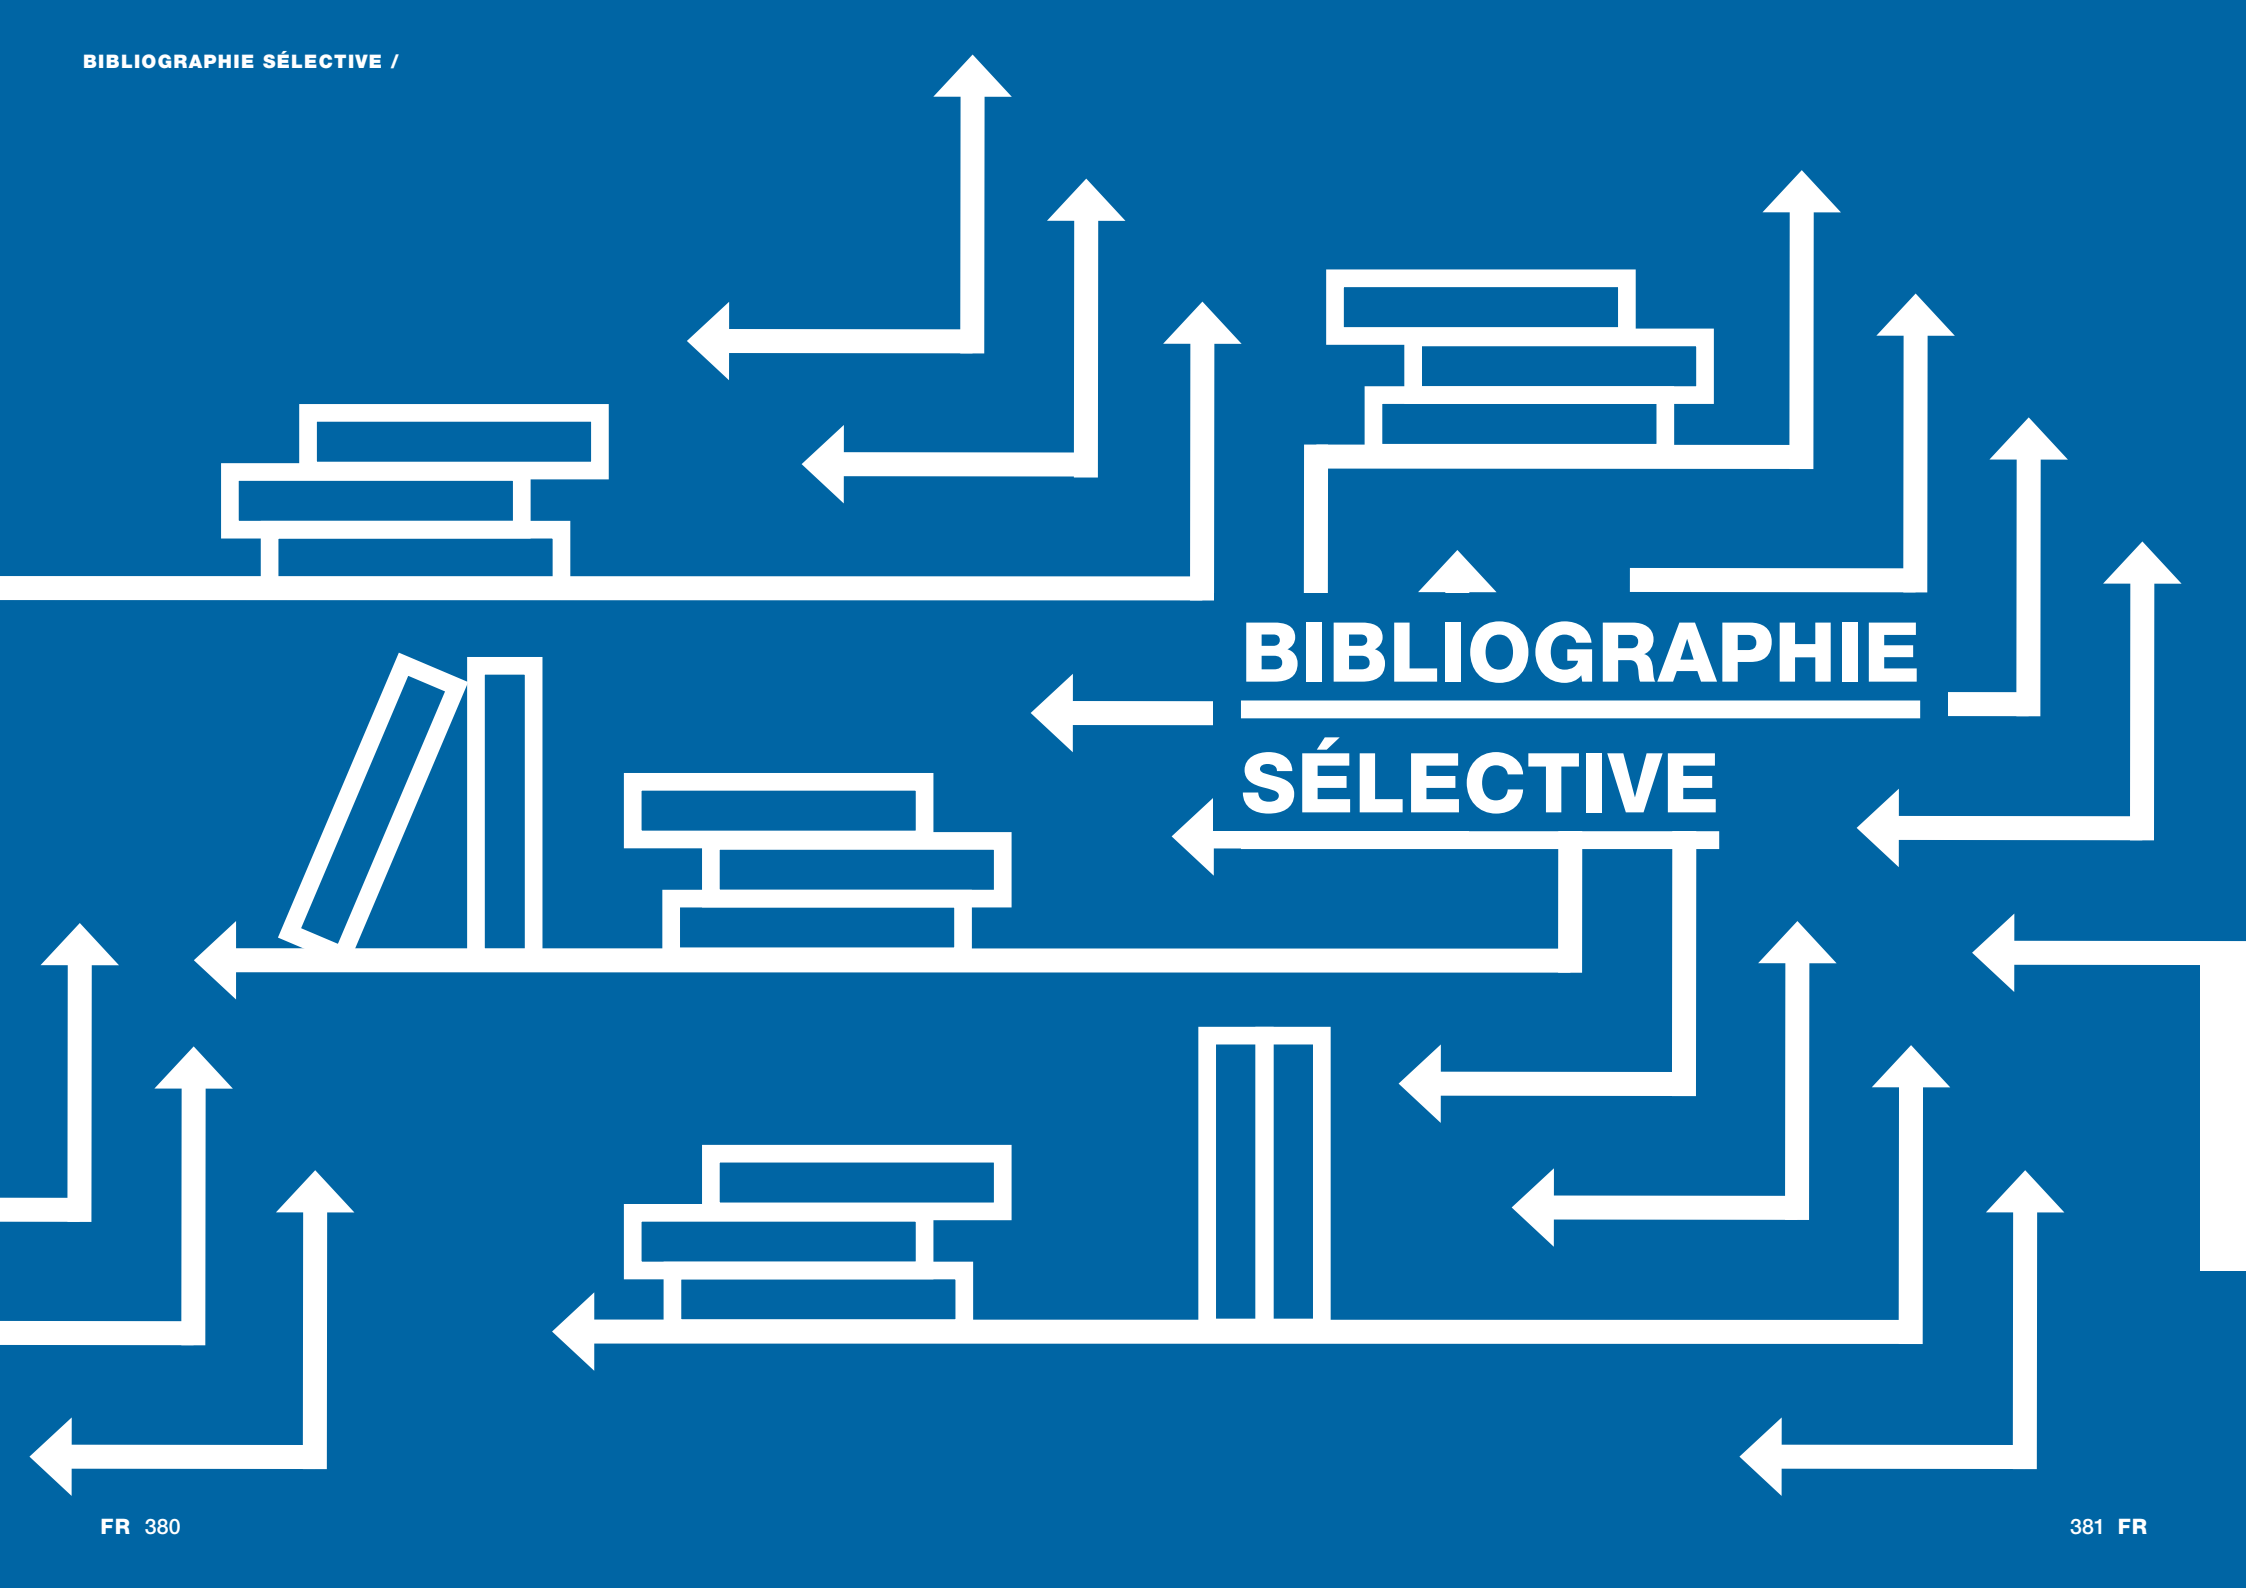 BIBLIOGRAPHIE SÉLECTIVE /
BIBLIOGRAPHIE
SÉLECTIVE
FR 380
381 FR